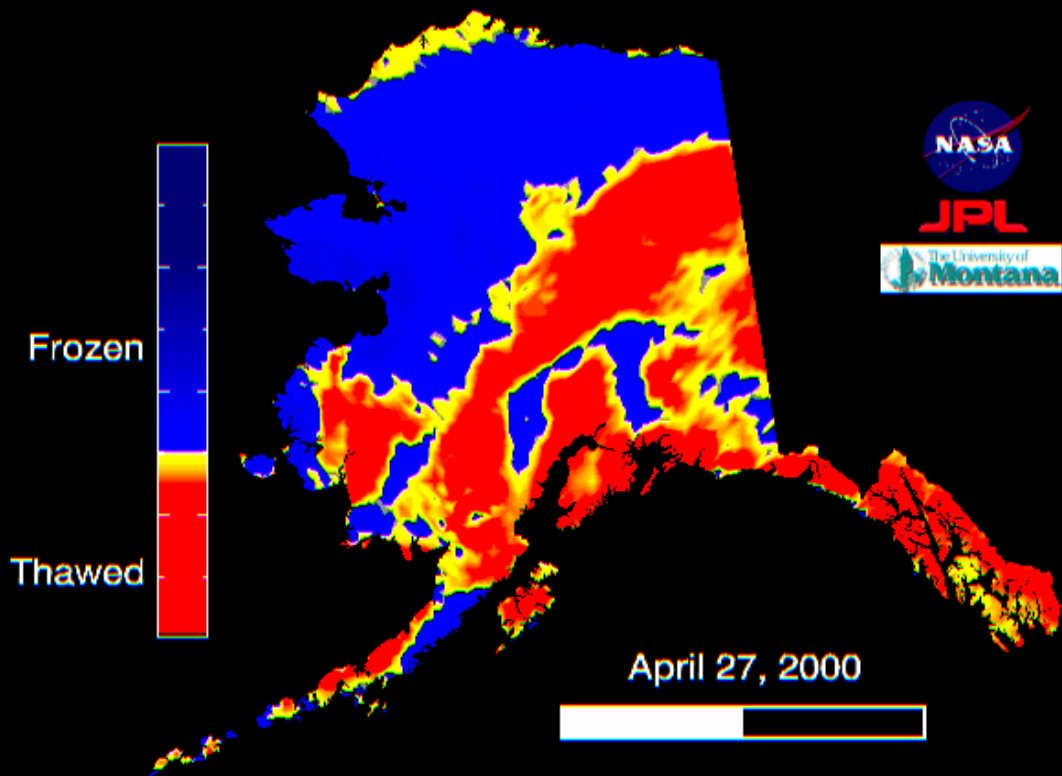 NASA
JPL
The University of
Montana
Frozen
Thawed
April 27, 2000